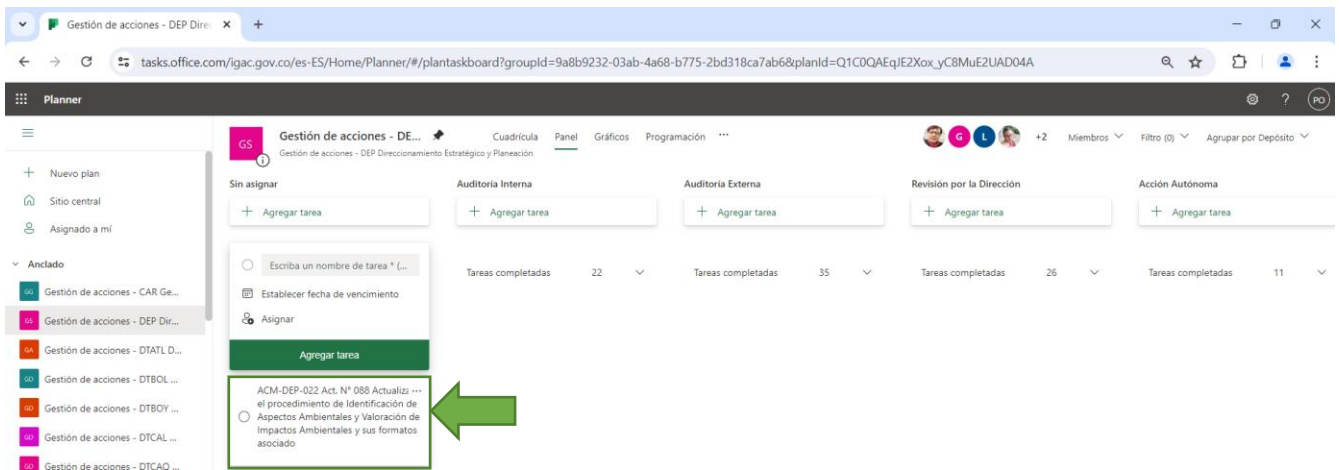 Gestión de acciones - DEP Dire
tasks.office.com/igac.gov.co/es-ES/Home/Planner/#/plantaskboard?groupId=9a8b9232-03ab-4a68-b775-2bd318ca7ab6&planId=Q1C0QAEqJE2Xox_yC8MuE2UAD04A
Planner
?
PO
GS
Gestión de acciones - DE...
Cuadrícula Panel Gráficos Programación ...
G L +2 Miembros Filtro (0) Agrupar por Depósito
Gestión de acciones - DEP Direccionamiento Estratégico y Planeación
Nuevo plan
Sitio central
Asignado a mí
Anclado
GG Gestión de acciones - CAR Ge...
GS Gestión de acciones - DEP Dir...
GA Gestión de acciones - DTATL D...
GD Gestión de acciones - DTBOL ...
GD Gestión de acciones - DTBOY ...
GD Gestión de acciones - DTCAL ...
GD Gestión de acciones - DTCAQ ...
Sin asignar
+ Agregar tarea
Escriba un nombre de tarea * (...
Establecer fecha de vencimiento
Asignar
Agregar tarea
ACM-DEP-022 Act. N° 088 Actualiza ...
el procedimiento de Identificación de
Aspectos Ambientales y Valoración de
Impactos Ambientales y sus formatos
asociado
Auditoría Interna
+ Agregar tarea
Tareas completadas 22
Auditoría Externa
+ Agregar tarea
Tareas completadas 35
Revisión por la Dirección
+ Agregar tarea
Tareas completadas 26
Acción Autónoma
+ Agregar tarea
Tareas completadas 11